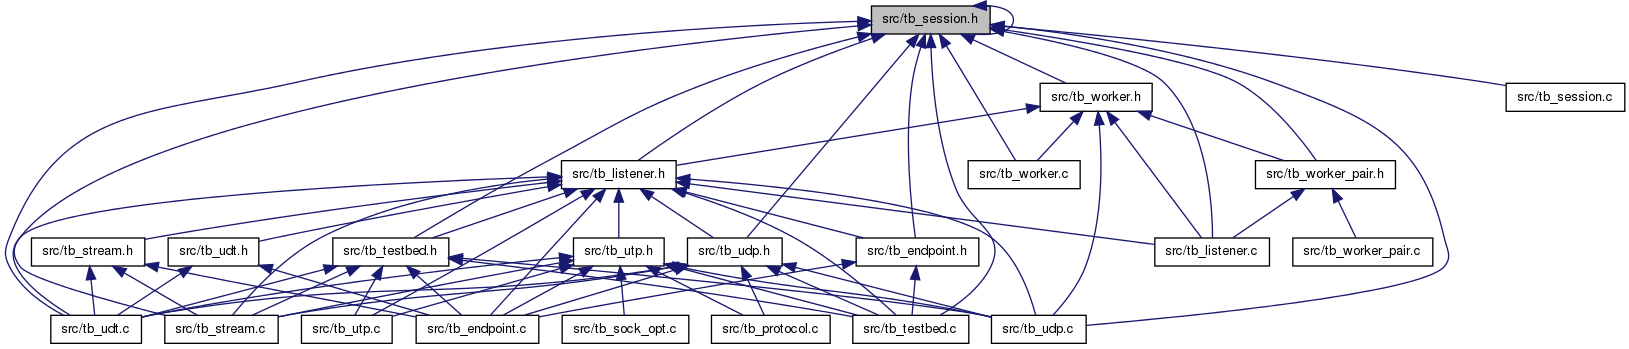 src/tb_session.h
src/tb_worker.h
src/tb_session.c
src/tb_listener.h
src/tb_worker.c
src/tb_worker_pair.h
src/tb_stream.h
src/tb_udt.h
src/tb_testbed.h
src/tb_utp.h
src/tb_udp.h
src/tb_endpoint.h
src/tb_listener.c
src/tb_worker_pair.c
src/tb_udt.c
src/tb_stream.c
src/tb_utp.c
src/tb_endpoint.c
src/tb_sock_opt.c
src/tb_protocol.c
src/tb_testbed.c
src/tb_udp.c